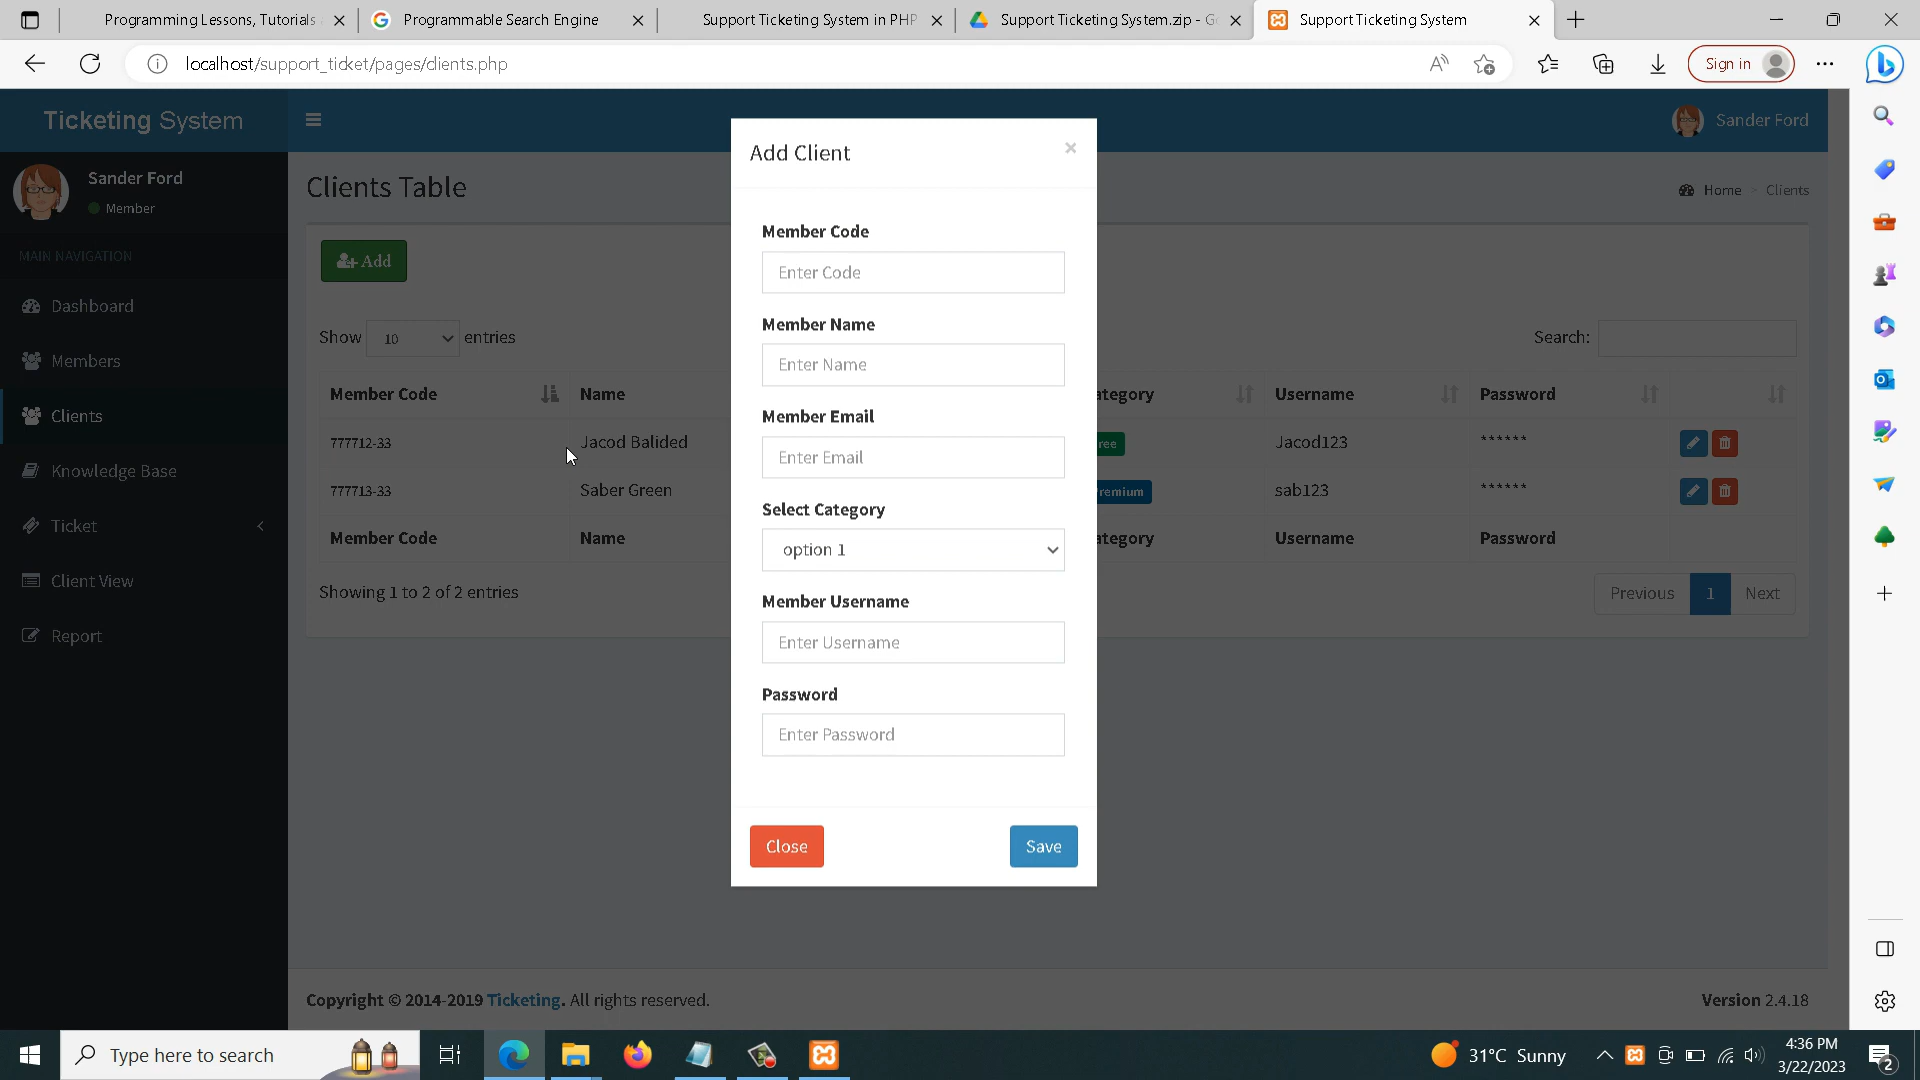 Programming Lessons, Tutorials
Programmable Search Engine
Support Ticketing System in PHP
Support Ticketing System.zip - G
Support Ticketing System
localhost/support_ticket/pages/clients.php
Sign in
Ticketing System
Sander Ford
Sander Ford
Member
MAIN NAVIGATION
Dashboard
Members
Clients
Knowledge Base
Ticket
Client View
Report
Clients Table
Home > Clients
Add
Show 10 entries
Search:
Member Code Name ategory Username Password
777712-33 Jacod Balided ree Jacod123 ******
777713-33 Saber Green remium sab123 ******
Member Code Name ategory Username Password
Showing 1 to 2 of 2 entries
Previous 1 Next
Add Client
×
Member Code
Enter Code
Member Name
Enter Name
Member Email
Enter Email
Select Category
option 1
Member Username
Enter Username
Password
Enter Password
Close
Save
Copyright © 2014-2019 Ticketing. All rights reserved.
Version 2.4.18
Type here to search
31°C Sunny
4:36 PM
3/22/2023
2